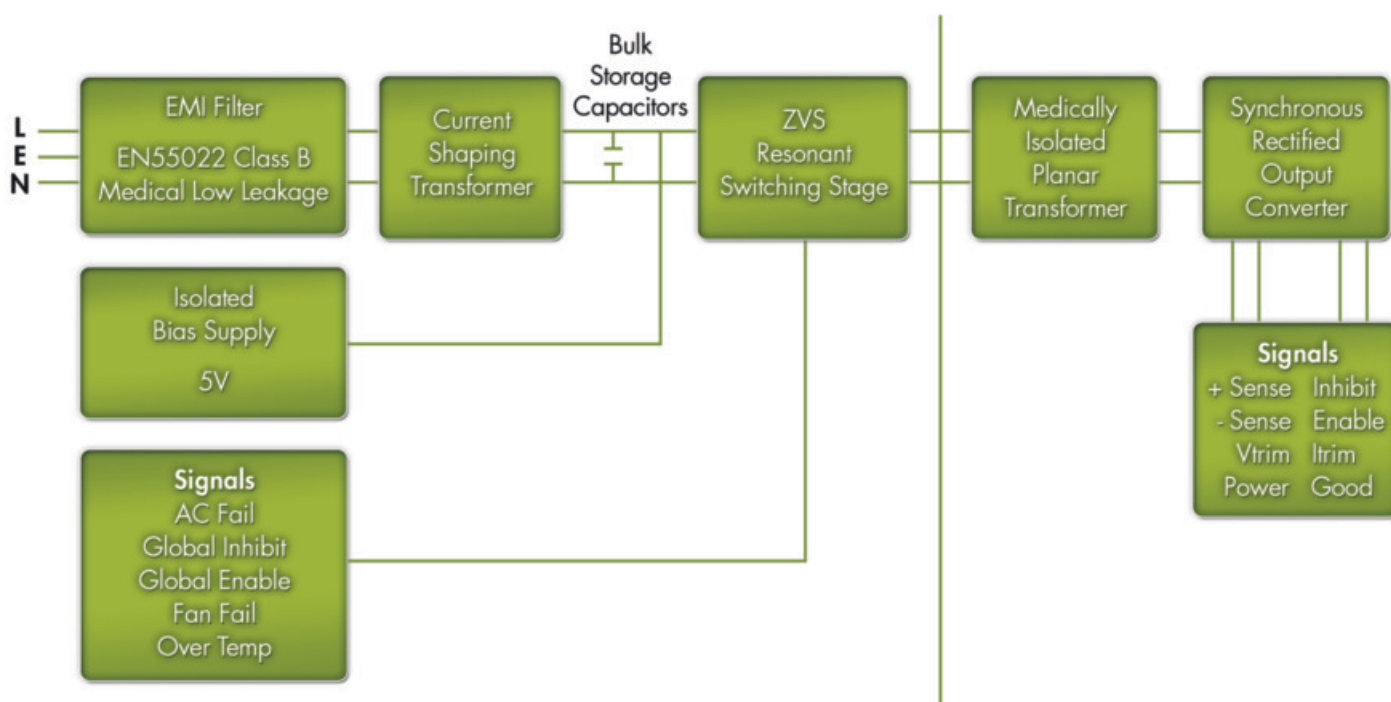 Bulk
Storage
Capacitors
L
E
N
EMI Filter
EN55022 Class B
Medical Low Leakage
Current
Shaping
Transformer
ZVS
Resonant
Switching Stage
Medically
Isolated
Planar
Transformer
Synchronous
Rectified
Output
Converter
Isolated
Bias Supply
5V
Signals
AC Fail
Global Inhibit
Global Enable
Fan Fail
Over Temp
Signals
+ Sense Inhibit
- Sense Enable
Vtrim Itrim
Power Good